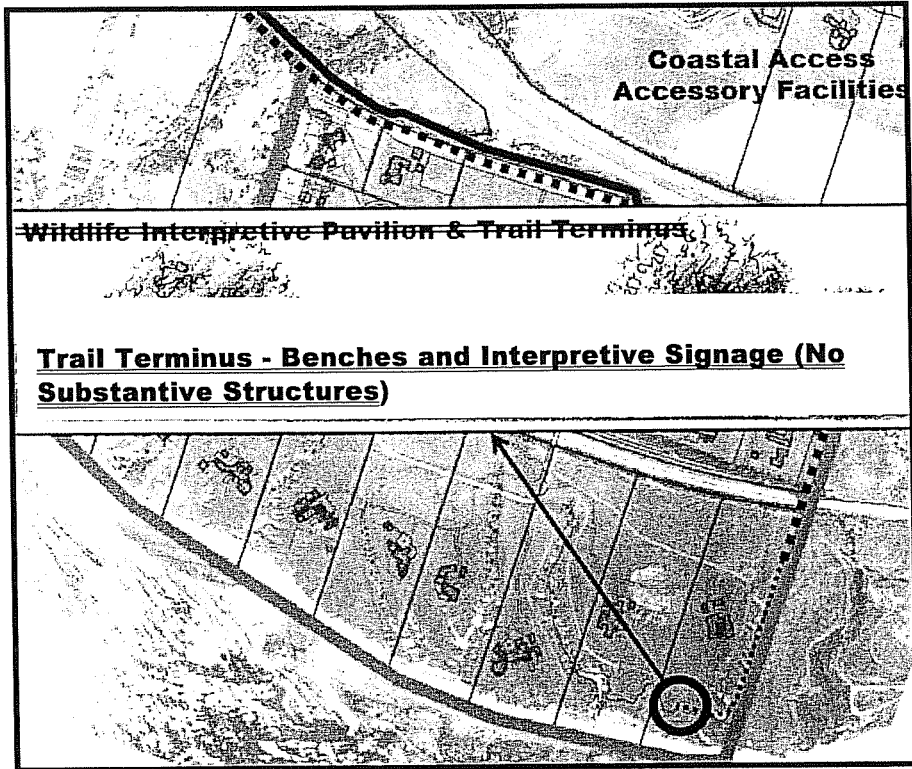 Coastal Access
Accessory Facilities
Wildlife Interpretive Pavilion & Trail Terminus
Trail Terminus - Benches and Interpretive Signage (No
Substantive Structures)